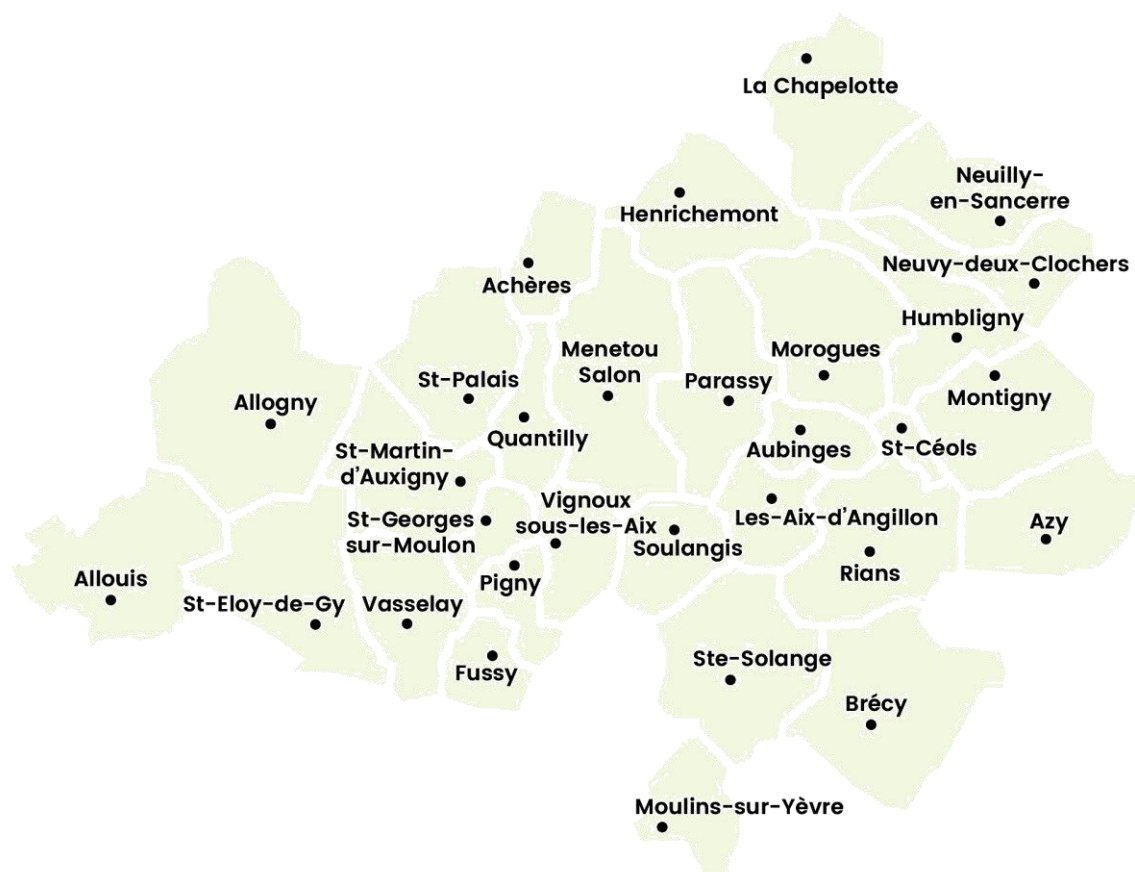 La Chapelotte
Neuilly-
en-Sancerre
Henrichemont
Neuvy-deux-Clochers
Achères
Humbligny
Menetou
Salon
Morogues
St-Palais
Parassy
Montigny
Allogny
Quantilly
Aubinges
St-Céols
St-Martin-
d'Auxigny
Vignoux
sous-les-Aix
St-Georges
sur-Moulon
Les-Aix-d'Angillon
Azy
Soulangis
Rians
Allouis
Pigny
St-Eloy-de-Gy
Vasselay
Fussy
Ste-Solange
Brécy
Moulins-sur-Yèvre